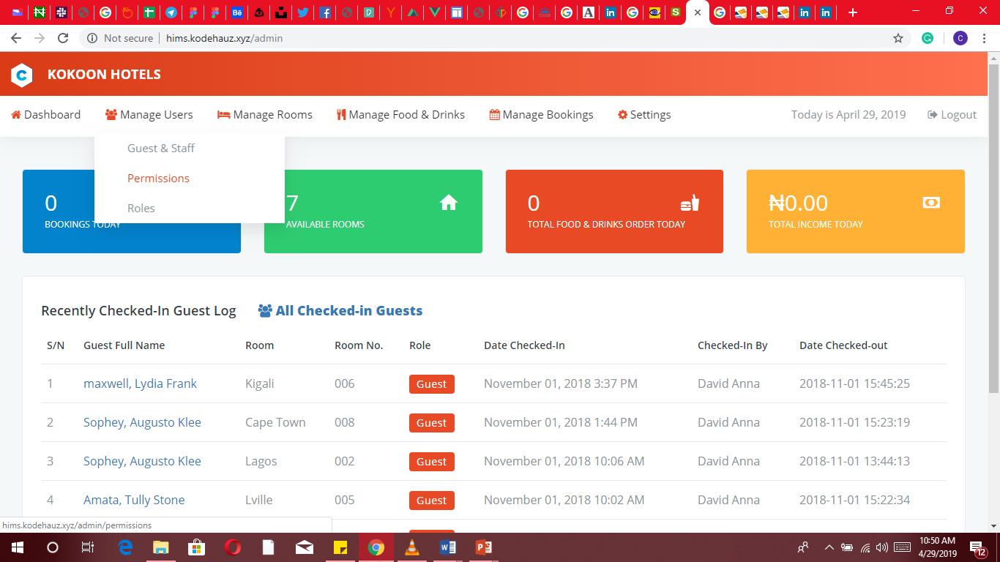 Not secure | hims.kodehauz.xyz/admin
C
C KOKOON HOTELS
Dashboard Manage Users Manage Rooms Manage Food & Drinks Manage Bookings Settings Today is April 29, 2019 Logout
Guest & Staff
Permissions
Roles
0
BOOKINGS TODAY
7
AVAILABLE ROOMS
0
TOTAL FOOD & DRINKS ORDER TODAY
₦0.00
TOTAL INCOME TODAY
Recently Checked-In Guest Log All Checked-in Guests
S/N Guest Full Name Room Room No. Role Date Checked-In Checked-In By Date Checked-out
1 maxwell, Lydia Frank Kigali 006 Guest November 01, 2018 3:37 PM David Anna 2018-11-01 15:45:25
2 Sophey, Augusto Klee Cape Town 008 Guest November 01, 2018 1:44 PM David Anna 2018-11-01 15:23:19
3 Sophey, Augusto Klee Lagos 002 Guest November 01, 2018 10:06 AM David Anna 2018-11-01 13:44:13
4 Amata, Tully Stone Lville 005 Guest November 01, 2018 10:02 AM David Anna 2018-11-01 15:22:34
hims.kodehauz.xyz/admin/permissions
10:50 AM
4/29/2019
12